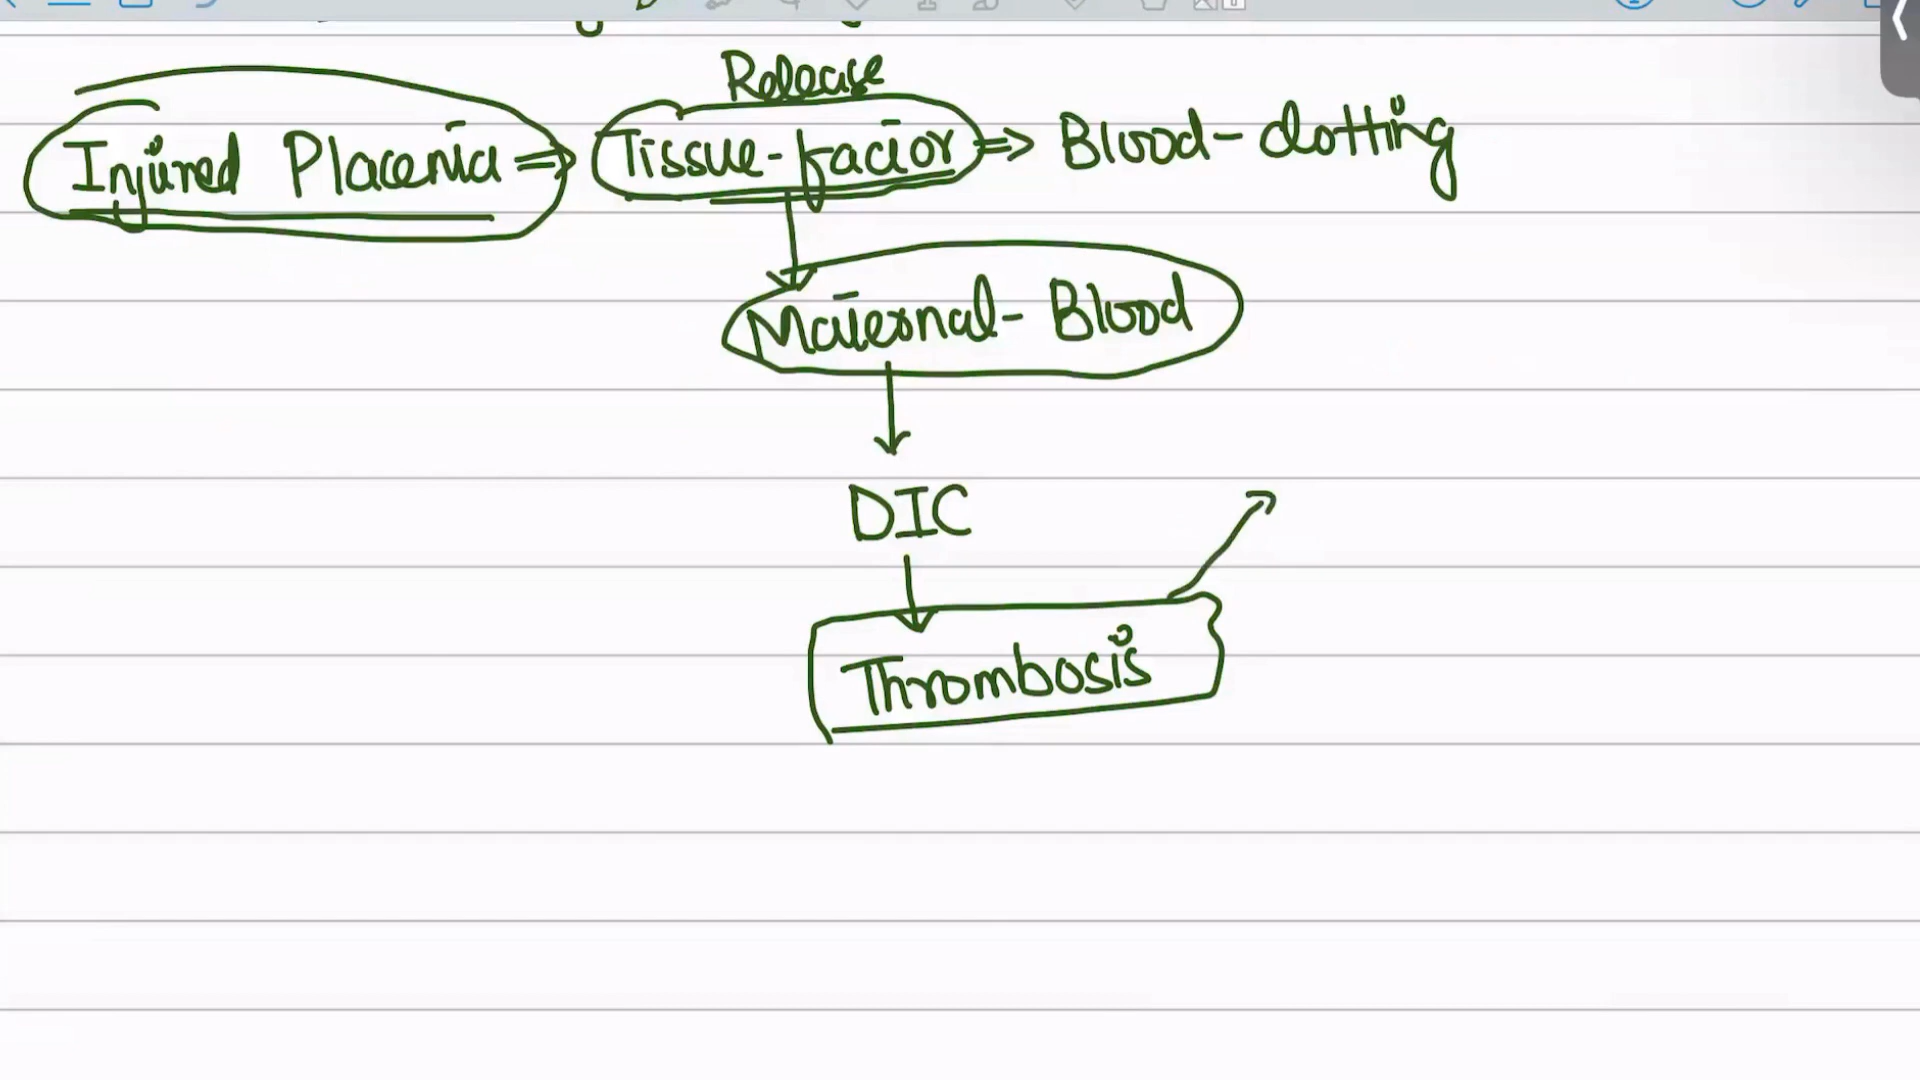 Release
Injured Placenta => Tissue-factor => Blood-clotting
Maternal-Blood
DIC
Thrombosis